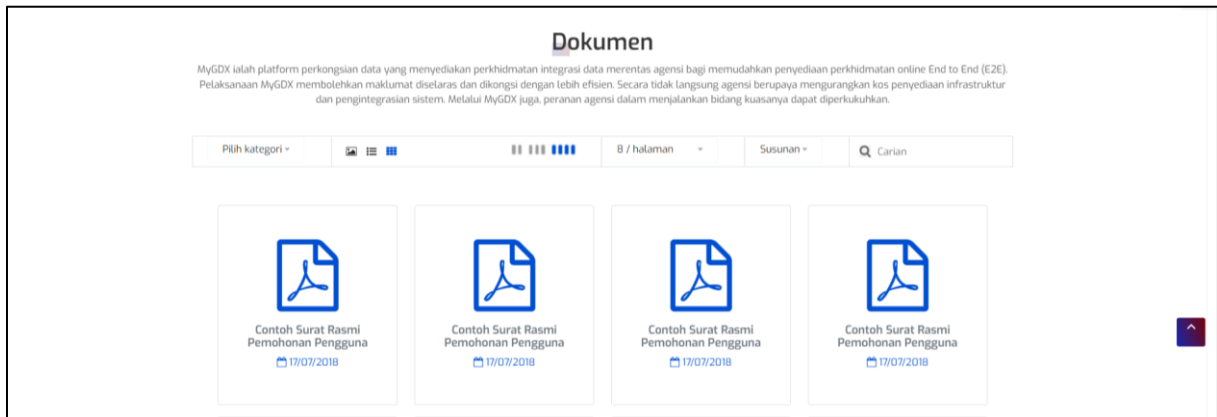 Dokumen
MyGDX ialah platform perkongsian data yang menyediakan perkhidmatan integrasi data merentas agensi bagi memudahkan penyediaan perkhidmatan online End to End (E2E).
Pelaksanaan MyGDX membolehkan maklumat diselaras dan dikongsi dengan lebih efisien. Secara tidak langsung agensi berupaya mengurangkan kos penyediaan infrastruktur
dan pengintegrasian sistem. Melalui MyGDX juga, peranan agensi dalam menjalankan bidang kuasanya dapat diperkukuhkan.
Pilih kategori 8 / halaman Susunan Carian
Contoh Surat Rasmi
Pemohonan Pengguna
17/07/2018
Contoh Surat Rasmi
Pemohonan Pengguna
17/07/2018
Contoh Surat Rasmi
Pemohonan Pengguna
17/07/2018
Contoh Surat Rasmi
Pemohonan Pengguna
17/07/2018